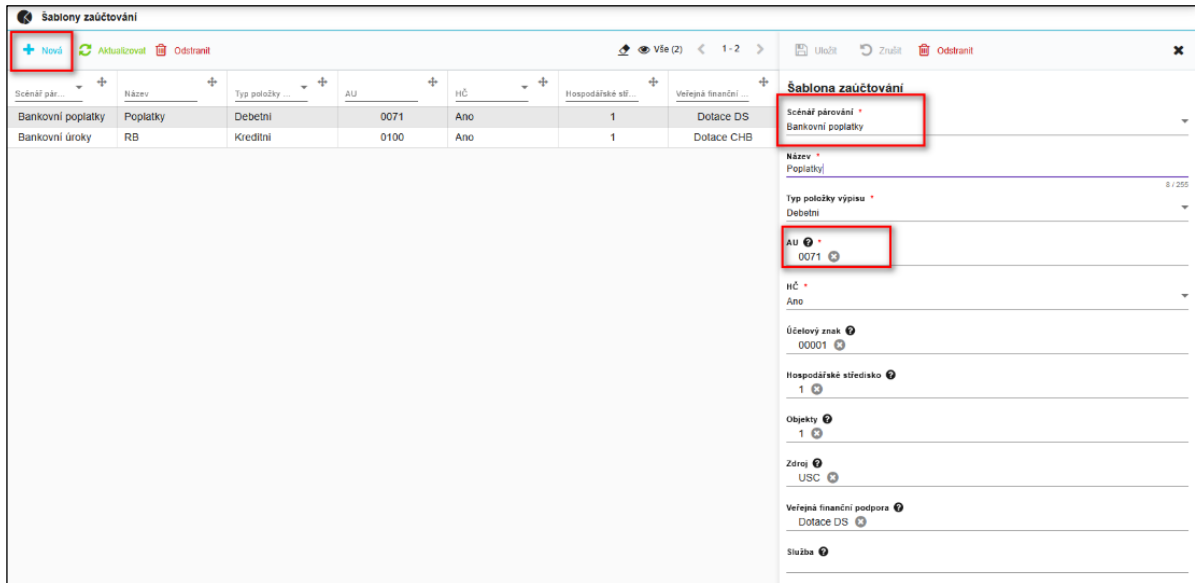 Šablony zaúčtování
Nová Aktualizovat Odstranit Vše (2) 1 - 2
Scénář pár... Název Typ položky ... AU HČ Hospodářské stř... Veřejná finanční ...
Bankovní poplatky Poplatky Debetní 0071 Ano 1 Dotace DS
Bankovní úroky RB Kreditní 0100 Ano 1 Dotace CHB
Uložit Zrušit Odstranit
Šablona zaúčtování
Scénář párování *
Bankovní poplatky
Název *
Poplatky
8 / 255
Typ položky výpisu *
Debetní
AU *
0071
HČ *
Ano
Účelový znak
00001
Hospodářské středisko
1
Objekty
1
Zdroj
USC
Veřejná finanční podpora
Dotace DS
Služba